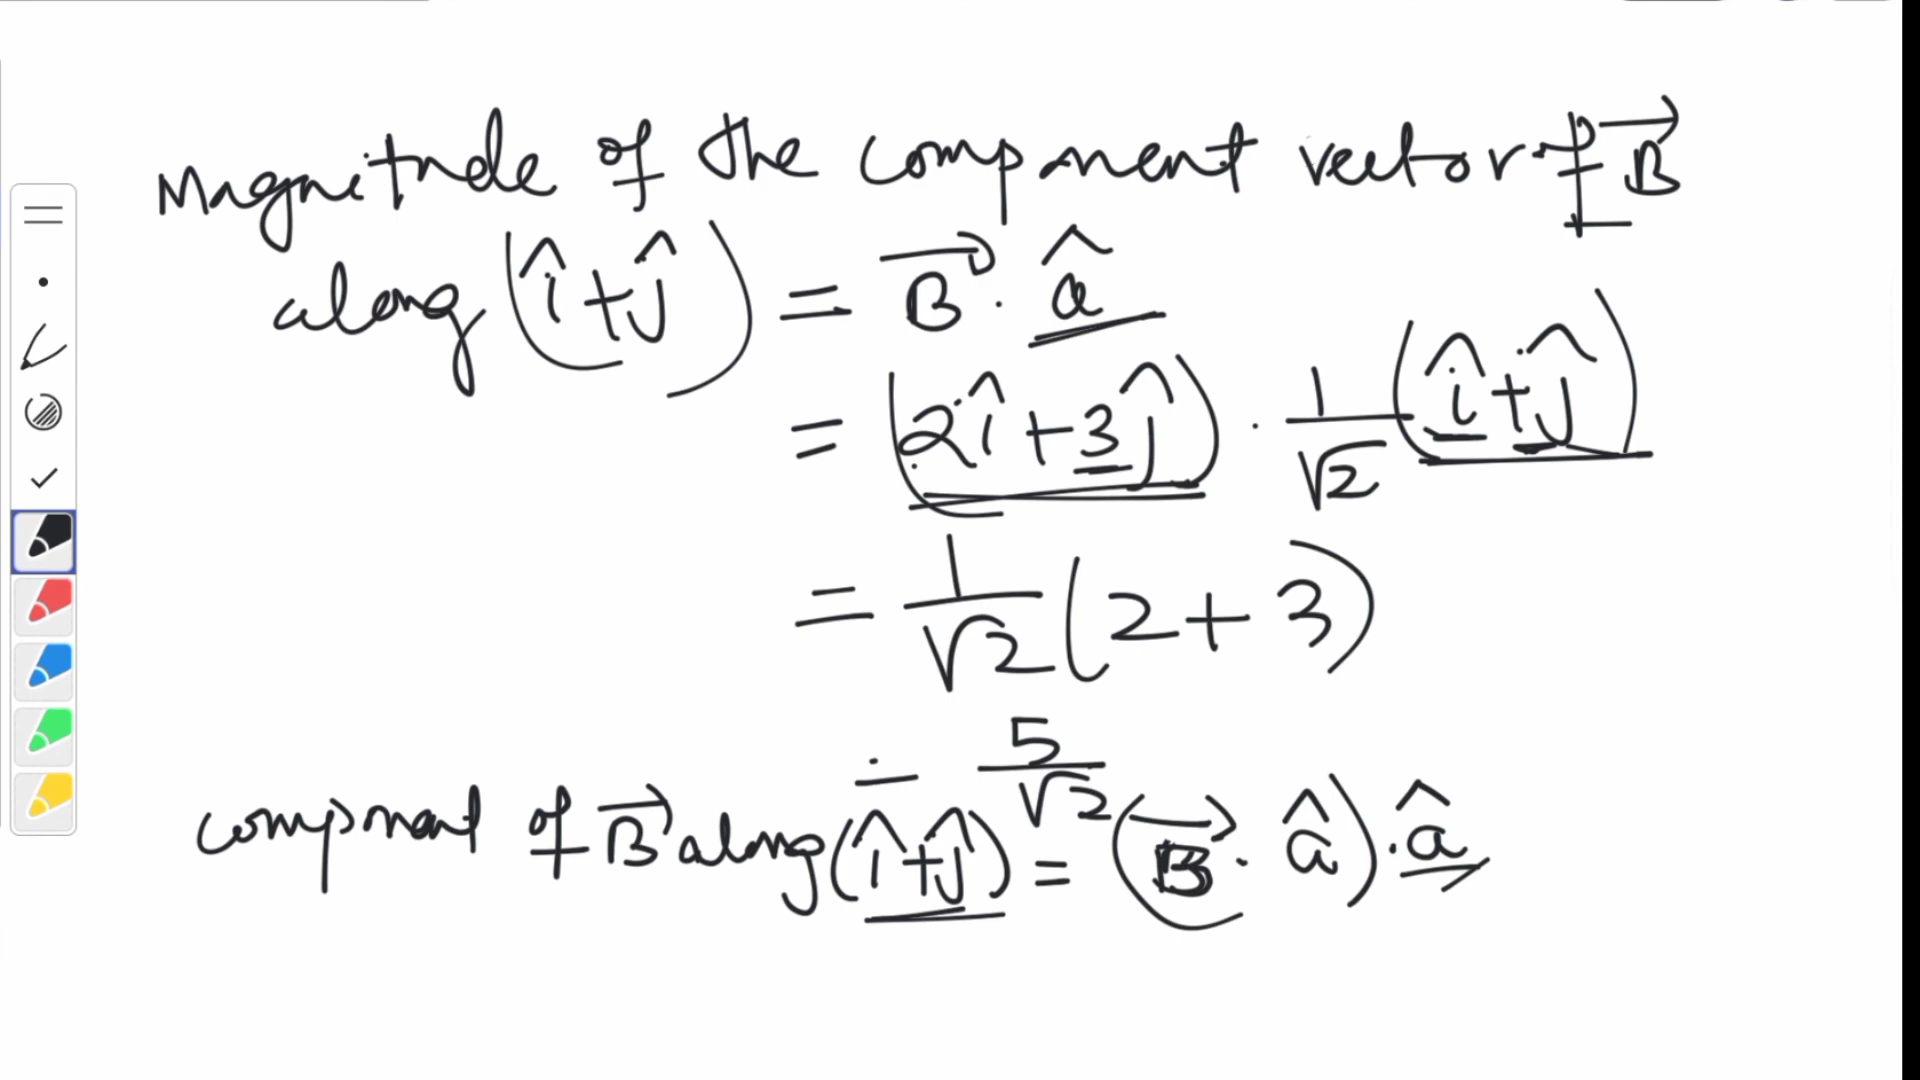 Magnitude of the component vector of B⃗
along (î+ĵ) = B⃗ . â
= (2î+3ĵ) . 1/√2 (î+ĵ)
= 1/√2 (2+3)
= 5/√2
component of B⃗ along (î+ĵ) = (B⃗ . â) . â